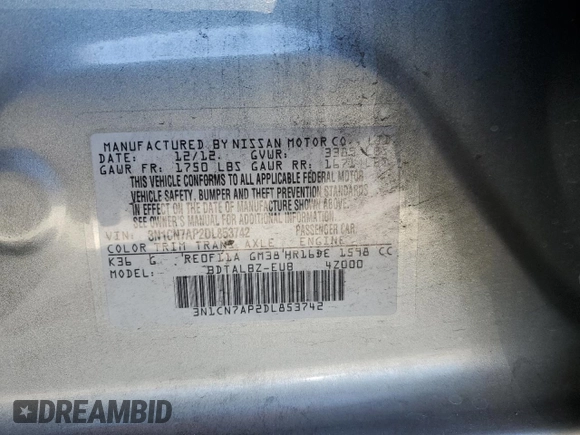 MANUFACTURED BY NISSAN MOTOR CO.
DATE: 12/12 GVWR:
GAWR FR: 1750 LBS GAWR RR:
THIS VEHICLE CONFORMS TO ALL APPLICABLE FEDERAL MOTOR
VEHICLE SAFETY, BUMPER AND THEFT PREVENTION STANDARDS
IN EFFECT ON THE DATE OF MANUFACTURE SHOWN ABOVE.
SEE OWNER'S MANUAL FOR ADDITIONAL INFORMATION.
VIN: 3N1CN7AP2DL853742 PASSENGER CAR
COLOR TRIM TRANS AXLE ENGINE
K36 G RE0F11A GM38 HR16DE 1598 CC
MODEL: BDTALBZ-EUB 4Z000
3N1CN7AP2DL853742
DREAMBID